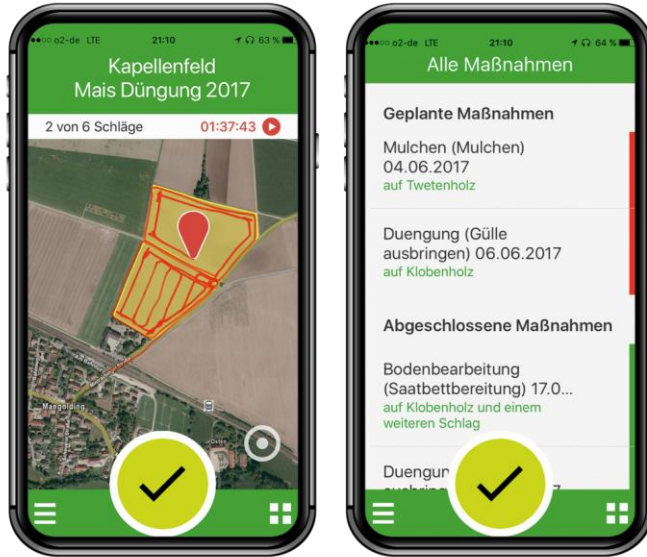 o2-de LTE 21:10 63 %
Kapellenfeld
Mais Düngung 2017
2 von 6 Schläge 01:37:43
Mangolding
o2-de LTE 21:10 64 %
Alle Maßnahmen
Geplante Maßnahmen
Mulchen (Mulchen)
04.06.2017
auf Twetenholz
Duengung (Gülle
ausbringen) 06.06.2017
auf Klobenholz
Abgeschlossene Maßnahmen
Bodenbearbeitung
(Saatbettbereitung) 17.0...
auf Klobenholz und einem
weiteren Schlag